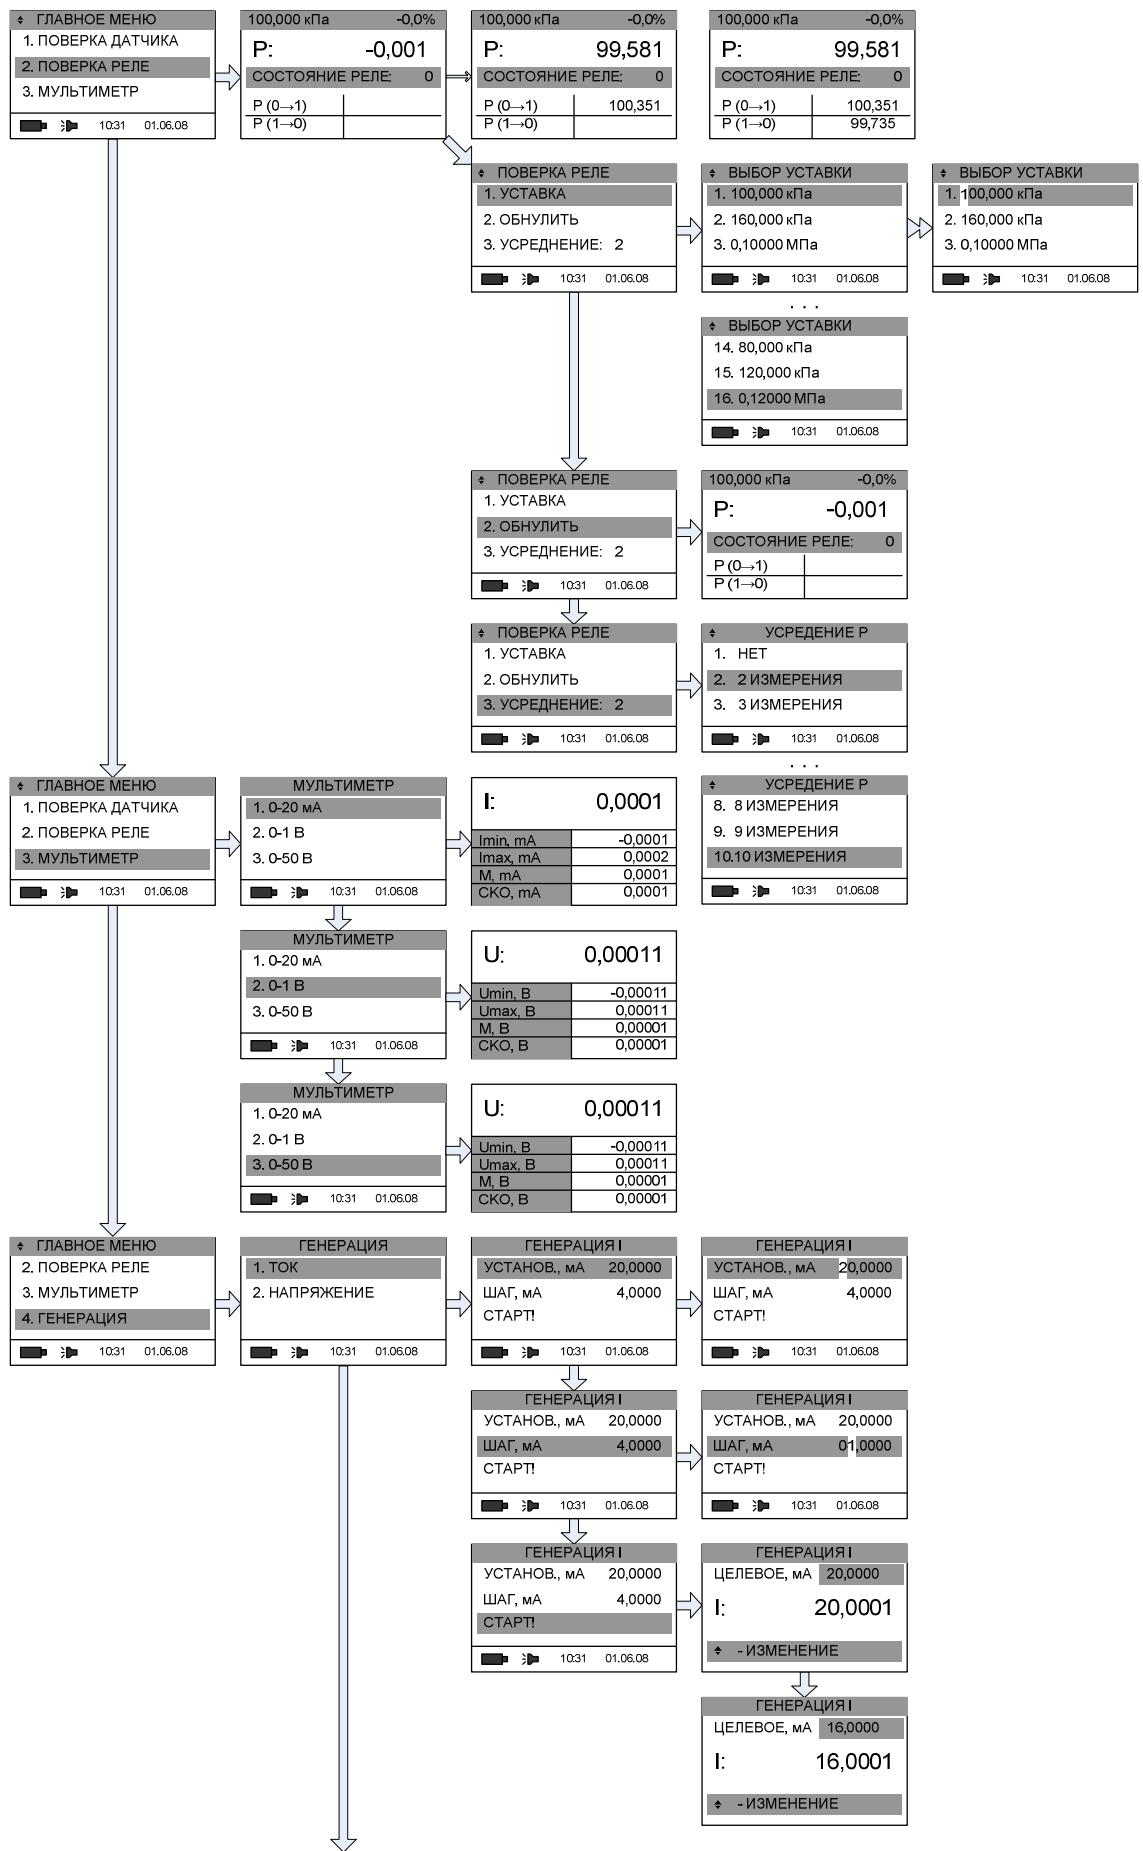 ГЛАВНОЕ МЕНЮ
1. ПОВЕРКА ДАТЧИКА
2. ПОВЕРКА РЕЛЕ
3. МУЛЬТИМЕТР
10:31 01.06.08
100,000 кПа -0,0%
P: -0,001
СОСТОЯНИЕ РЕЛЕ: 0
P (0→1)
P (1→0)
100,000 кПа -0,0%
P: 99,581
СОСТОЯНИЕ РЕЛЕ: 0
P (0→1) 100,351
P (1→0)
100,000 кПа -0,0%
P: 99,581
СОСТОЯНИЕ РЕЛЕ: 0
P (0→1) 100,351
P (1→0) 99,735
ПОВЕРКА РЕЛЕ
1. УСТАВКА
2. ОБНУЛИТЬ
3. УСРЕДНЕНИЕ: 2
10:31 01.06.08
ВЫБОР УСТАВКИ
1. 100,000 кПа
2. 160,000 кПа
3. 0,10000 МПа
10:31 01.06.08
ВЫБОР УСТАВКИ
1. 100,000 кПа
2. 160,000 кПа
3. 0,10000 МПа
10:31 01.06.08
. . .
ВЫБОР УСТАВКИ
14. 80,000 кПа
15. 120,000 кПа
16. 0,12000 МПа
10:31 01.06.08
ПОВЕРКА РЕЛЕ
1. УСТАВКА
2. ОБНУЛИТЬ
3. УСРЕДНЕНИЕ: 2
10:31 01.06.08
100,000 кПа -0,0%
P: -0,001
СОСТОЯНИЕ РЕЛЕ: 0
P (0→1)
P (1→0)
ПОВЕРКА РЕЛЕ
1. УСТАВКА
2. ОБНУЛИТЬ
3. УСРЕДНЕНИЕ: 2
10:31 01.06.08
УСРЕДЕНИЕ P
1. НЕТ
2. 2 ИЗМЕРЕНИЯ
3. 3 ИЗМЕРЕНИЯ
10:31 01.06.08
. . .
УСРЕДЕНИЕ P
8. 8 ИЗМЕРЕНИЯ
9. 9 ИЗМЕРЕНИЯ
10.10 ИЗМЕРЕНИЯ
10:31 01.06.08
ГЛАВНОЕ МЕНЮ
1. ПОВЕРКА ДАТЧИКА
2. ПОВЕРКА РЕЛЕ
3. МУЛЬТИМЕТР
10:31 01.06.08
МУЛЬТИМЕТР
1. 0-20 мА
2. 0-1 В
3. 0-50 В
10:31 01.06.08
I: 0,0001
Imin, mA -0,0001
Imax, mA 0,0002
M, mA 0,0001
СКО, mA 0,0001
МУЛЬТИМЕТР
1. 0-20 мА
2. 0-1 В
3. 0-50 В
10:31 01.06.08
U: 0,00011
Umin, В -0,00011
Umax, В 0,00011
M, В 0,00001
СКО, В 0,00001
МУЛЬТИМЕТР
1. 0-20 мА
2. 0-1 В
3. 0-50 В
10:31 01.06.08
U: 0,00011
Umin, В -0,00011
Umax, В 0,00011
M, В 0,00001
СКО, В 0,00001
ГЛАВНОЕ МЕНЮ
2. ПОВЕРКА РЕЛЕ
3. МУЛЬТИМЕТР
4. ГЕНЕРАЦИЯ
10:31 01.06.08
ГЕНЕРАЦИЯ
1. ТОК
2. НАПРЯЖЕНИЕ
10:31 01.06.08
ГЕНЕРАЦИЯ I
УСТАНОВ., мА 20,0000
ШАГ, мА 4,0000
СТАРТ!
10:31 01.06.08
ГЕНЕРАЦИЯ I
УСТАНОВ., мА 20,0000
ШАГ, мА 4,0000
СТАРТ!
10:31 01.06.08
ГЕНЕРАЦИЯ I
УСТАНОВ., мА 20,0000
ШАГ, мА 4,0000
СТАРТ!
10:31 01.06.08
ГЕНЕРАЦИЯ I
УСТАНОВ., мА 20,0000
ШАГ, мА 01,0000
СТАРТ!
10:31 01.06.08
ГЕНЕРАЦИЯ I
УСТАНОВ., мА 20,0000
ШАГ, мА 4,0000
СТАРТ!
10:31 01.06.08
ГЕНЕРАЦИЯ I
ЦЕЛЕВОЕ, мА 20,0000
I: 20,0001
- ИЗМЕНЕНИЕ
ГЕНЕРАЦИЯ I
ЦЕЛЕВОЕ, мА 16,0000
I: 16,0001
- ИЗМЕНЕНИЕ